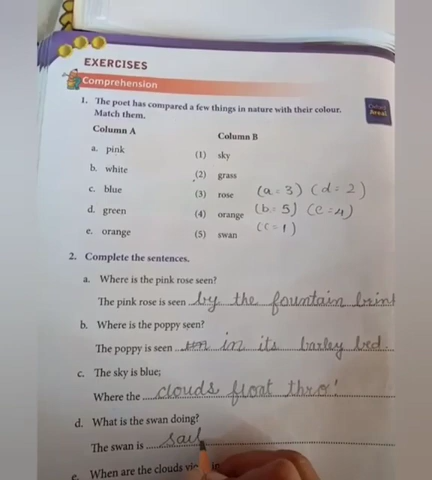 EXERCISES
Comprehension
1. The poet has compared a few things in nature with their colour.
Match them.
Column A Column B
a. pink (1) sky
b. white (2) grass
c. blue (3) rose (a = 3) (d = 2)
d. green (4) orange (b = 5) (e = 4)
e. orange (5) swan (c = 1)
2. Complete the sentences.
a. Where is the pink rose seen?
The pink rose is seen by the fountain brink
b. Where is the poppy seen?
The poppy is seen in its barley bed.
c. The sky is blue;
Where the clouds float thro'
d. What is the swan doing?
The swan is sail
e. When are the clouds